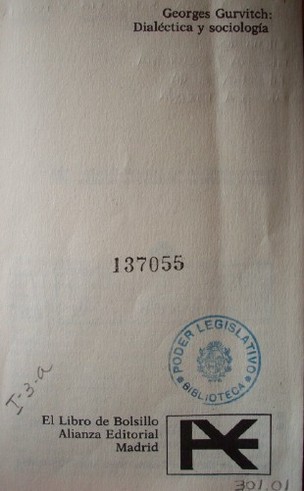 Georges Gurvitch:
Dialéctica y sociología
137055
PODER LEGISLATIVO
BIBLIOTECA
I-3-a
El Libro de Bolsillo
Alianza Editorial
Madrid
301.01